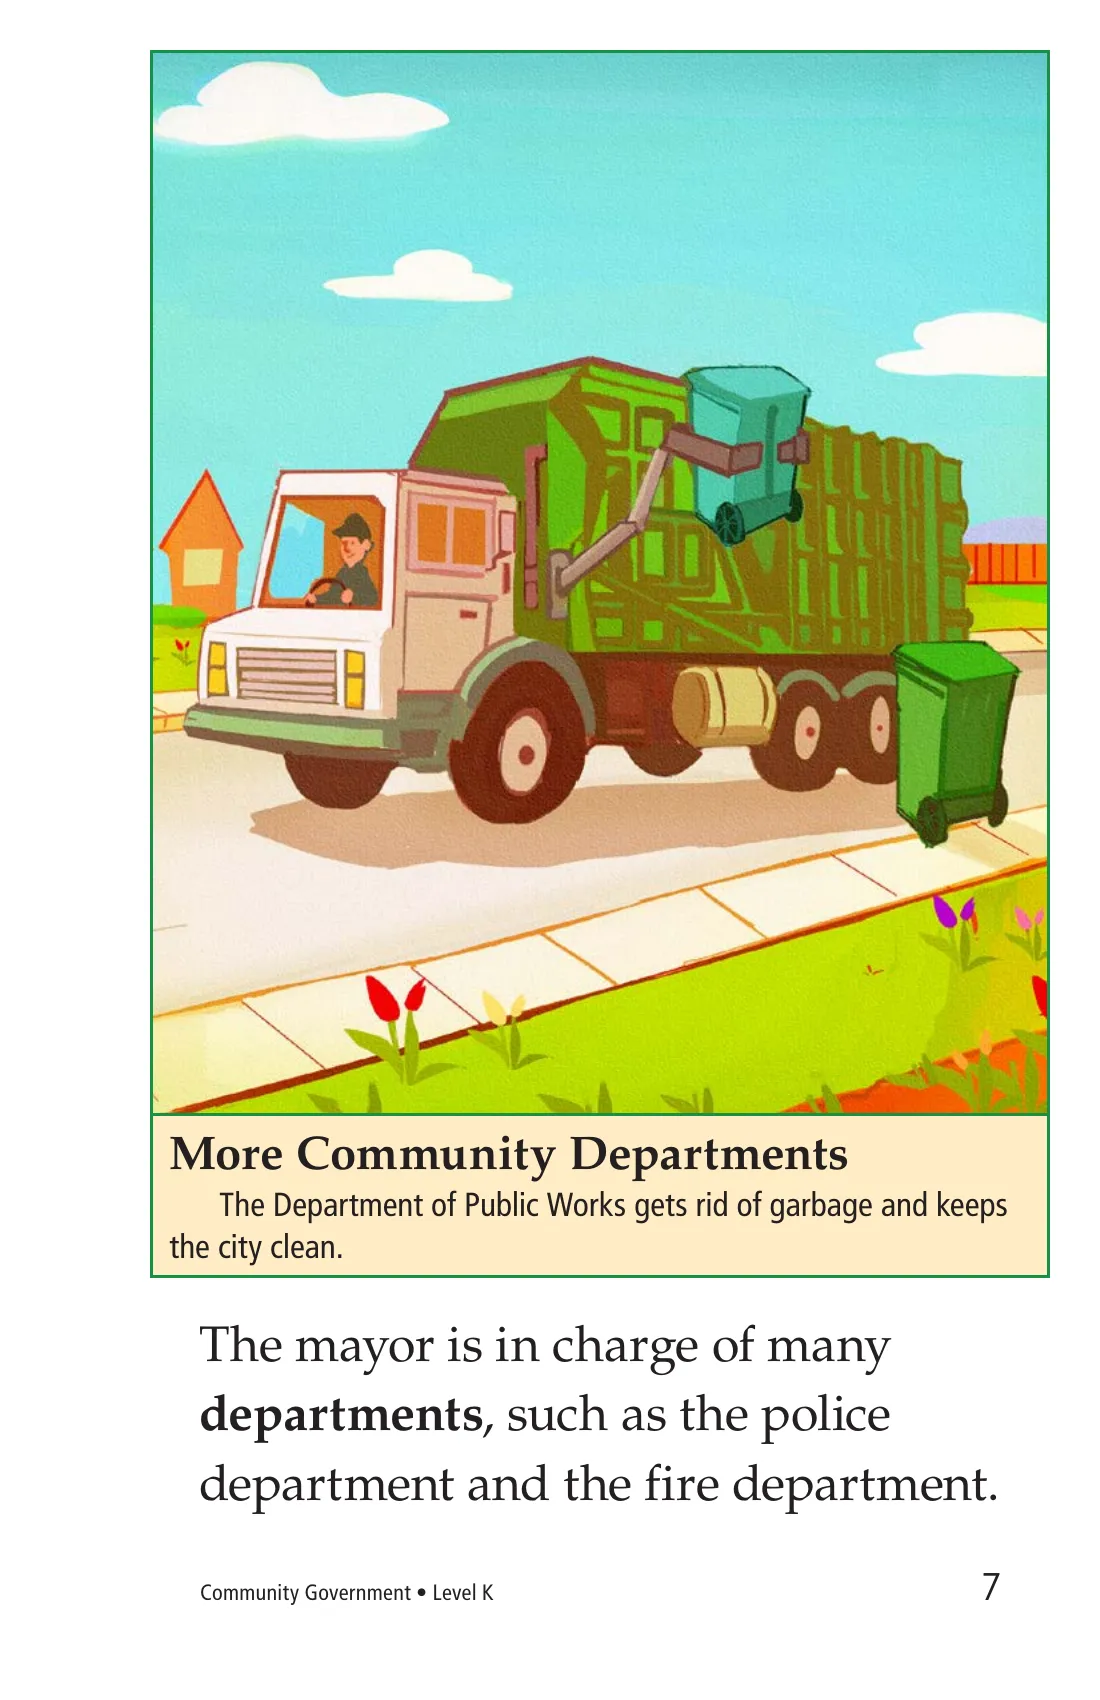 More Community Departments
The Department of Public Works gets rid of garbage and keeps
the city clean.
The mayor is in charge of many
departments, such as the police
department and the fire department.
Community Government • Level K
7